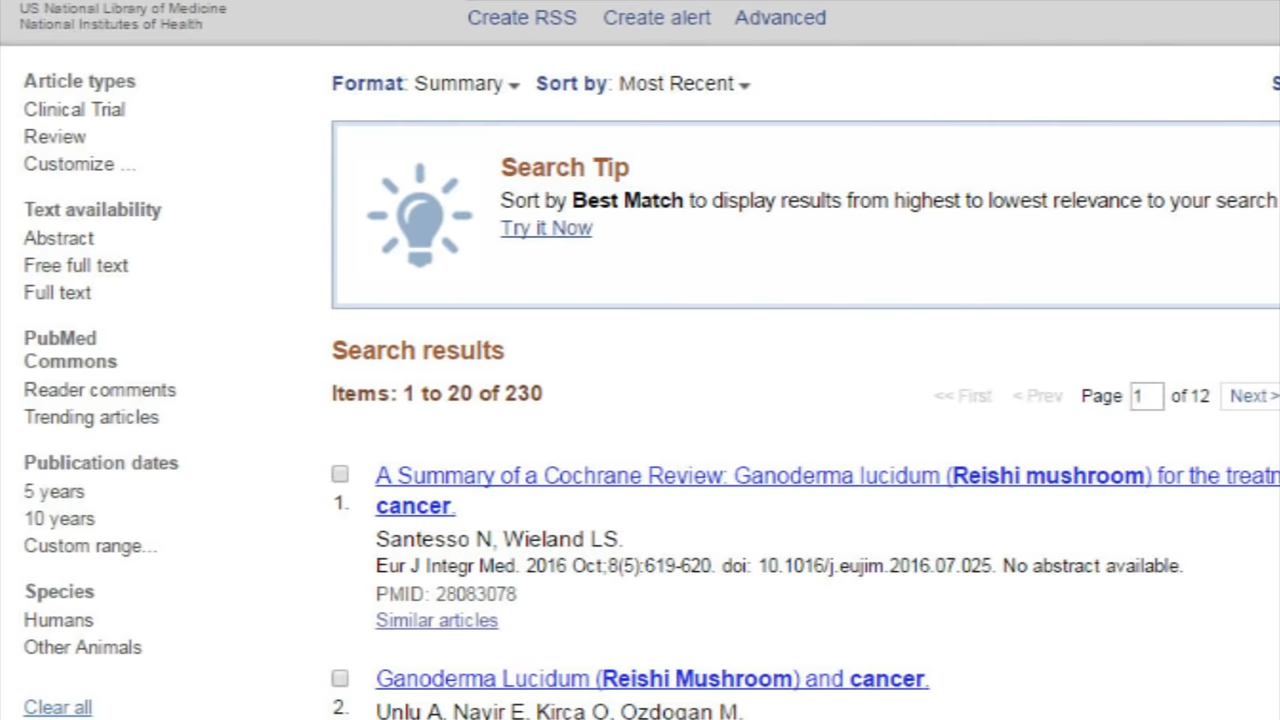 US National Library of Medicine
National Institutes of Health
Create RSS Create alert Advanced
Article types
Clinical Trial
Review
Customize ...
Text availability
Abstract
Free full text
Full text
PubMed
Commons
Reader comments
Trending articles
Publication dates
5 years
10 years
Custom range...
Species
Humans
Other Animals
Clear all
Format: Summary Sort by: Most Recent
Search Tip
Sort by Best Match to display results from highest to lowest relevance to your search
Try it Now
Search results
Items: 1 to 20 of 230
<< First < Prev Page 1 of 12 Next >
A Summary of a Cochrane Review: Ganoderma lucidum (Reishi mushroom) for the
1. cancer.
Santesso N, Wieland LS.
Eur J Integr Med. 2016 Oct;8(5):619-620. doi: 10.1016/j.eujim.2016.07.025. No abstract available.
PMID: 28083078
Similar articles
Ganoderma Lucidum (Reishi Mushroom) and cancer.
2. Unlu A, Nayir E, Kirca O, Ozdogan M.